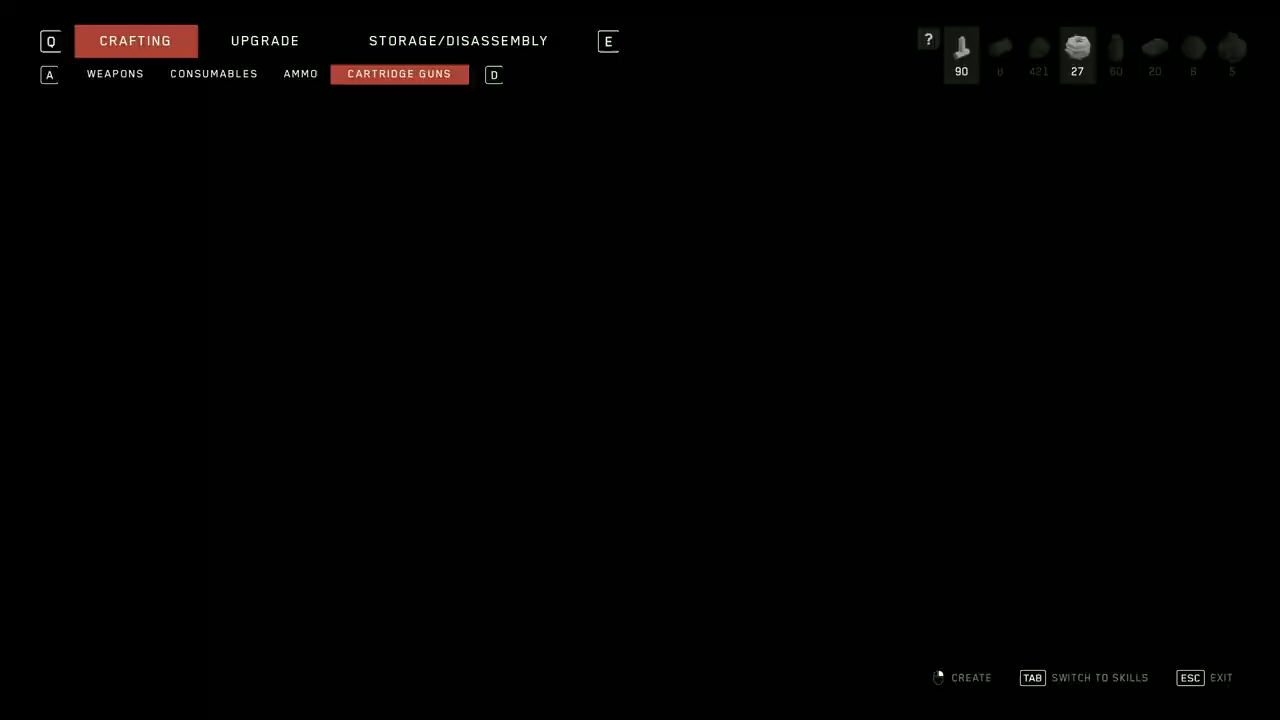 Q CRAFTING UPGRADE STORAGE/DISASSEMBLY E ?
A WEAPONS CONSUMABLES AMMO CARTRIDGE GUNS D 90 421 27 60 20 8 5
CREATE TAB SWITCH TO SKILLS ESC EXIT